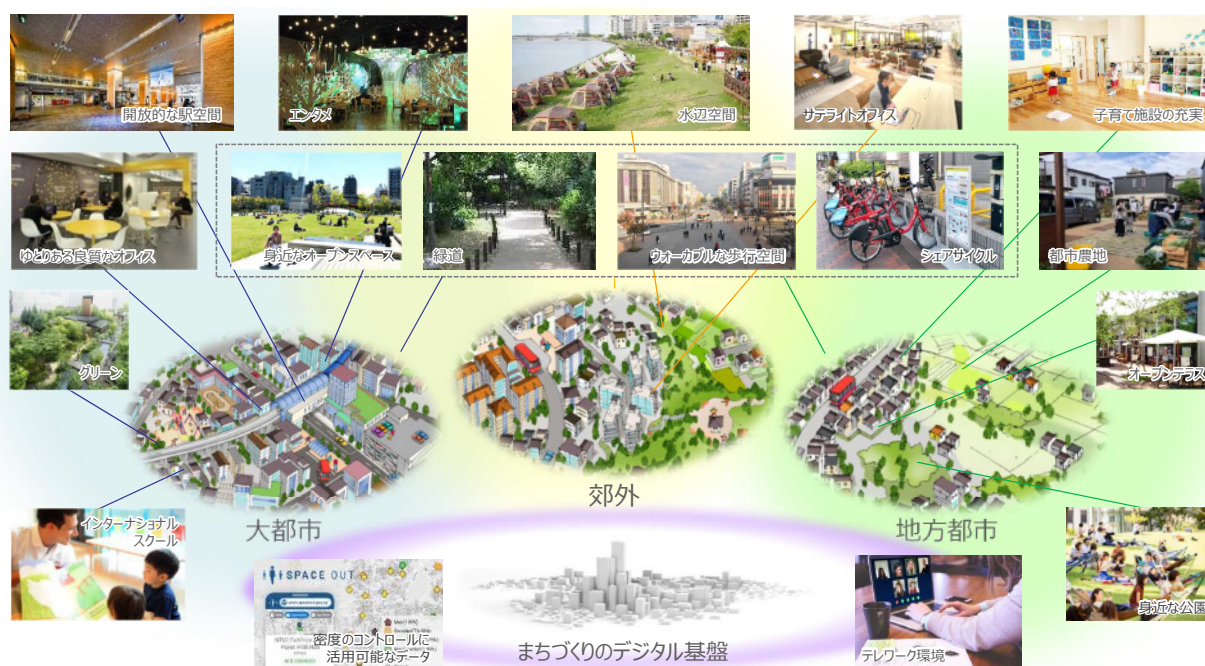 開放的な駅空間
エンタメ
水辺空間
サテライトオフィス
子育て施設の充実
ゆとりある良質なオフィス
身近なオープンスペース
緑道
ウォーカブルな歩行空間
シェアサイクル
都市農地
グリーン
オープンテラス
大都市
郊外
地方都市
インターナショナル
スクール
SPACE OUT
密度のコントロールに
活用可能なデータ
まちづくりのデジタル基盤
テレワーク環境
身近な公園